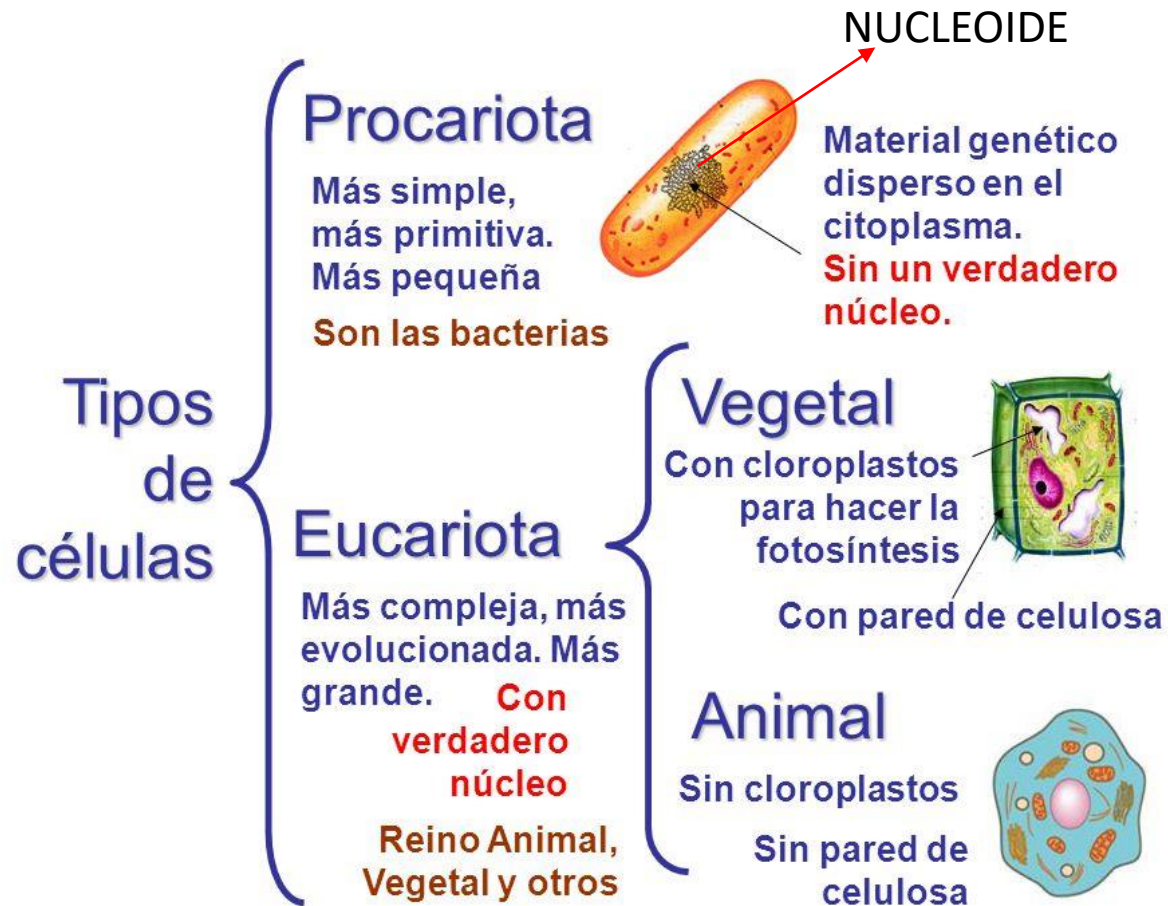 NUCLEOIDE
Tipos
de
células
Procariota
Más simple,
más primitiva.
Más pequeña
Son las bacterias
Material genético
disperso en el
citoplasma.
Sin un verdadero
núcleo.
Eucariota
Más compleja, más
evolucionada. Más
grande. Con
verdadero
núcleo
Reino Animal,
Vegetal y otros
Vegetal
Con cloroplastos
para hacer la
fotosíntesis
Con pared de celulosa
Animal
Sin cloroplastos
Sin pared de
celulosa